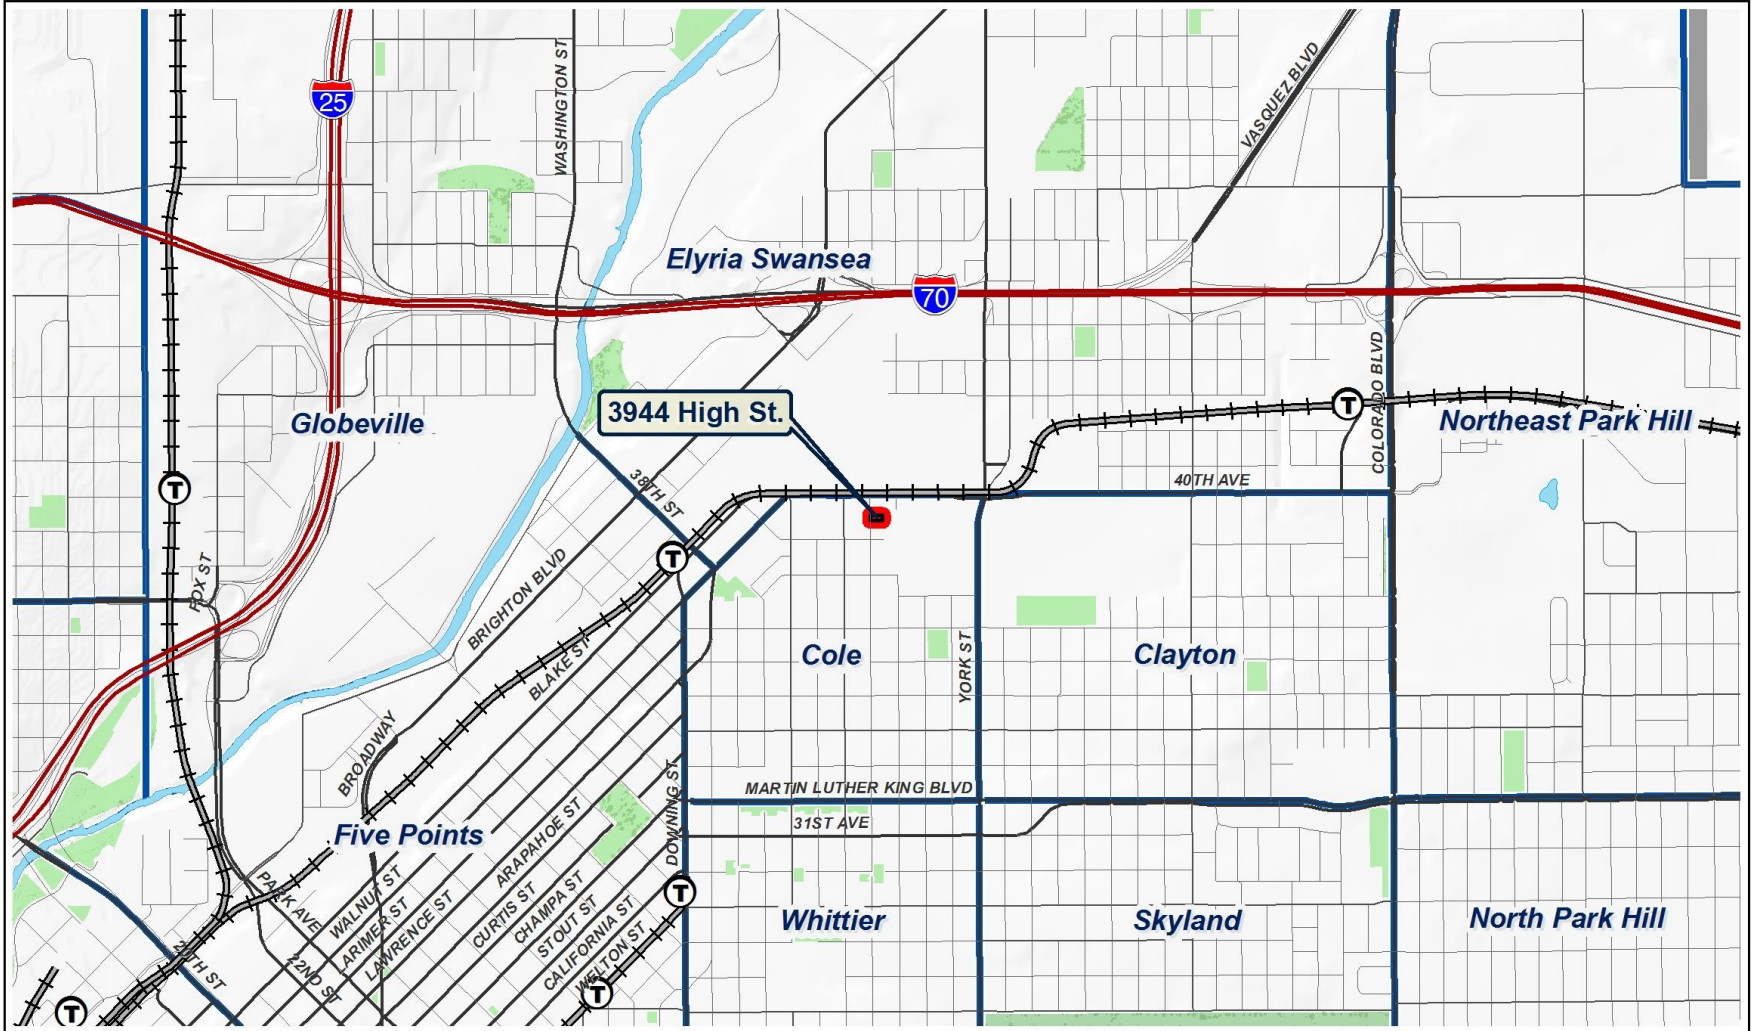 WASHINGTON ST
VASQUEZ BLVD
25
Elyria Swansea
70
COLORADO BLVD
3944 High St.
Globeville
Northeast Park Hill
T
T
38TH ST
40TH AVE
T
FOX ST
BRIGHTON BLVD
BLAKE ST
Cole
YORK ST
Clayton
BROADWAY
DOWNING ST
MARTIN LUTHER KING BLVD
31ST AVE
Five Points
ARAPAHOE ST
PARK AVE
WALNUT ST
LARIMER ST
LAWRENCE ST
CURTIS ST
CHAMPA ST
STOUT ST
CALIFORNIA ST
WELTON ST
T
Whittier
Skyland
North Park Hill
22ND ST
TH ST
T
T